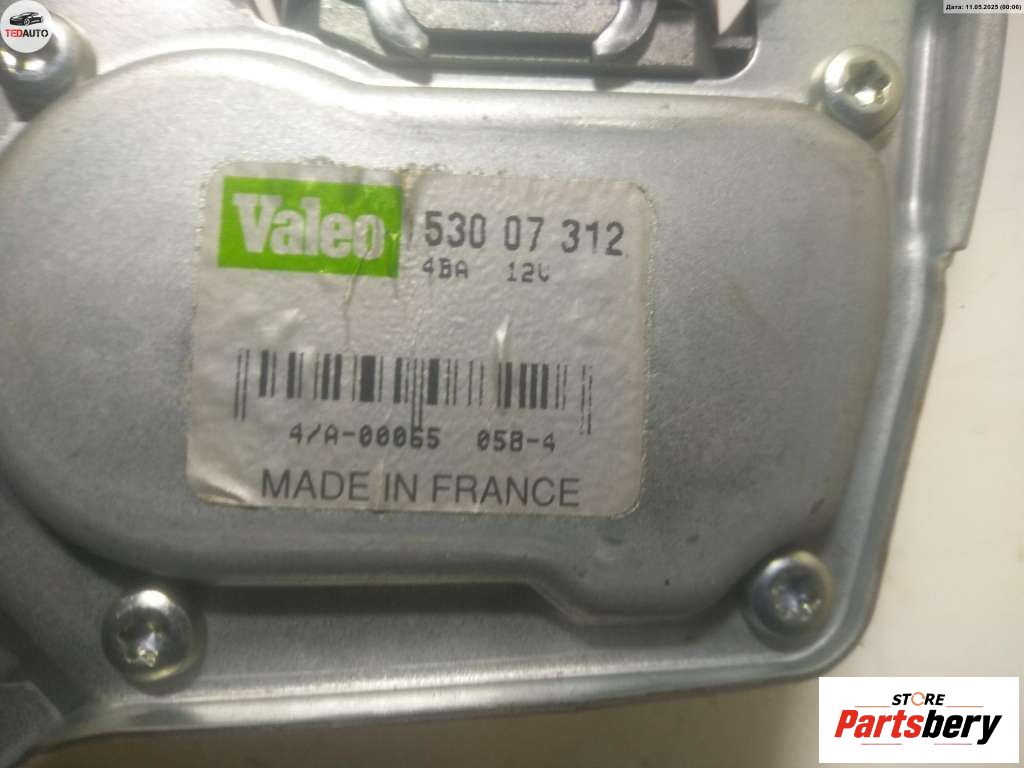 TEDAUTO
Дата: 11.05.2025 (00:06)
Valeo
530 07 312
4BA 12V
4/A-00065 058-4
MADE IN FRANCE
STORE
Partsbery